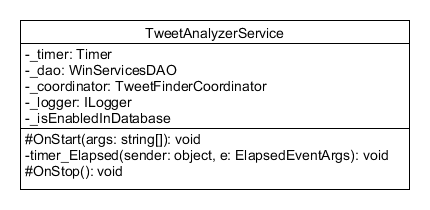 TweetAnalyzerService
-_timer: Timer
-_dao: WinServicesDAO
-_coordinator: TweetFinderCoordinator
-_logger: ILogger
-_isEnabledInDatabase
#OnStart(args: string[]): void
-timer_Elapsed(sender: object, e: ElapsedEventArgs): void
#OnStop(): void